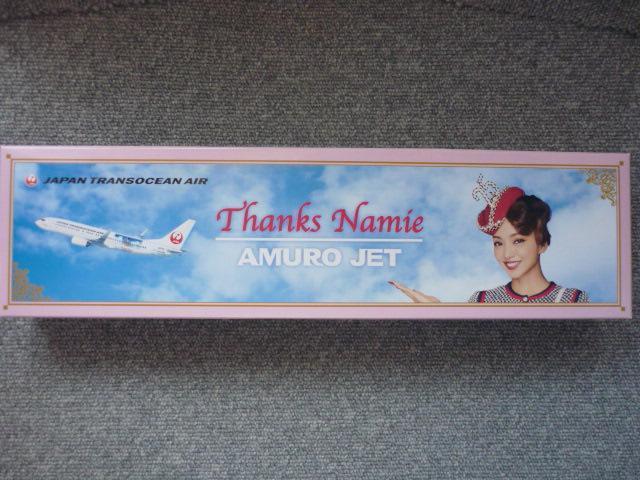 JAPAN TRANSOCEAN AIR
Thanks Namie
AMURO JET